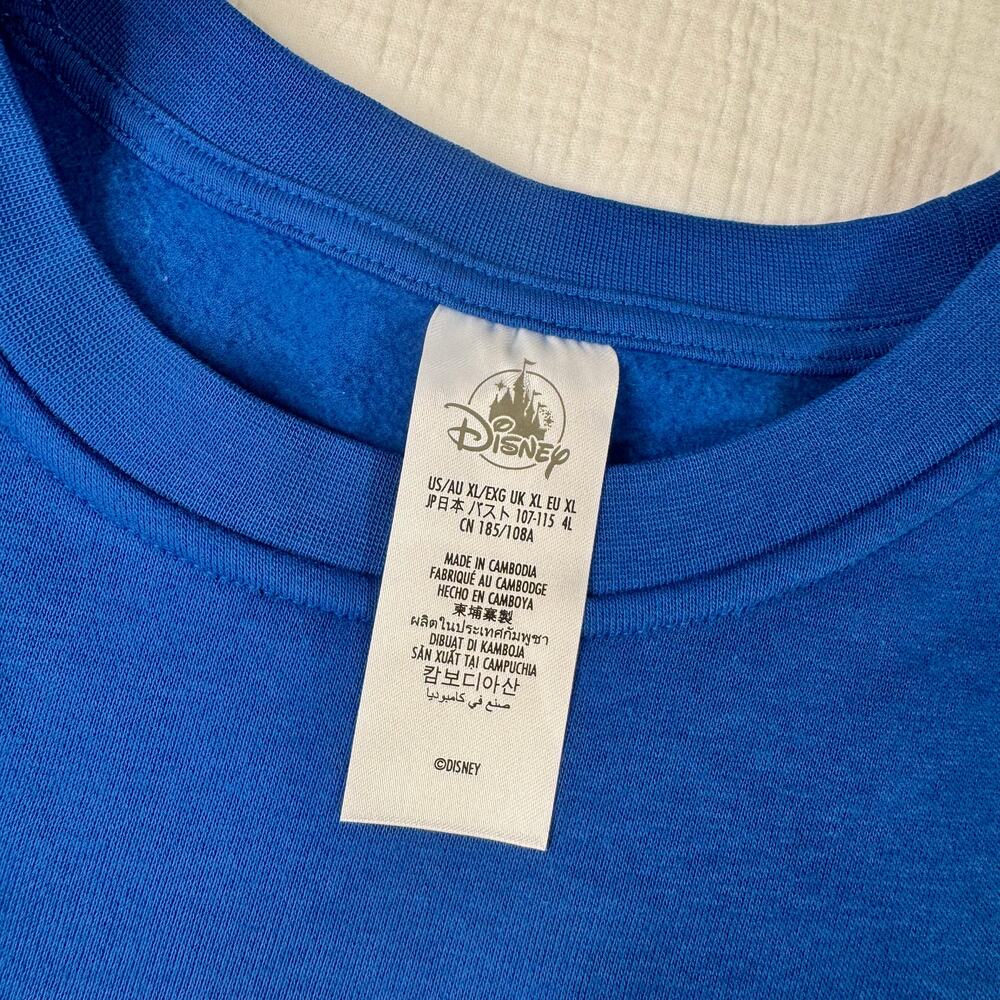 DISNEY
US/AU XL/EXG UK XL EU XL
JP日本 バスト 107-115 4L
CN 185/108A
MADE IN CAMBODIA
FABRIQUÉ AU CAMBODGE
HECHO EN CAMBOYA
柬埔寨製
ผลิตในประเทศกัมพูชา
DIBUAT DI KAMBOJA
SẢN XUẤT TẠI CAMPUCHIA
캄보디아산
صنع في كامبوديا
©DISNEY